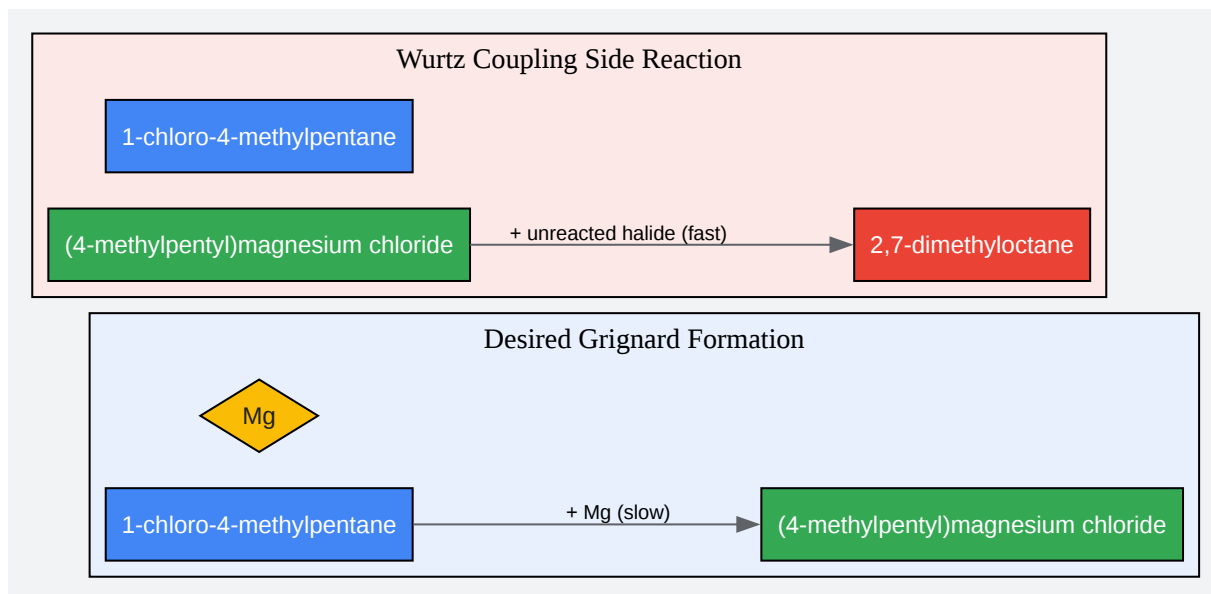 Wurtz Coupling Side Reaction
1-chloro-4-methylpentane
(4-methylpentyl)magnesium chloride
+ unreacted halide (fast)
2,7-dimethyloctane
Desired Grignard Formation
Mg
1-chloro-4-methylpentane
+ Mg (slow)
(4-methylpentyl)magnesium chloride